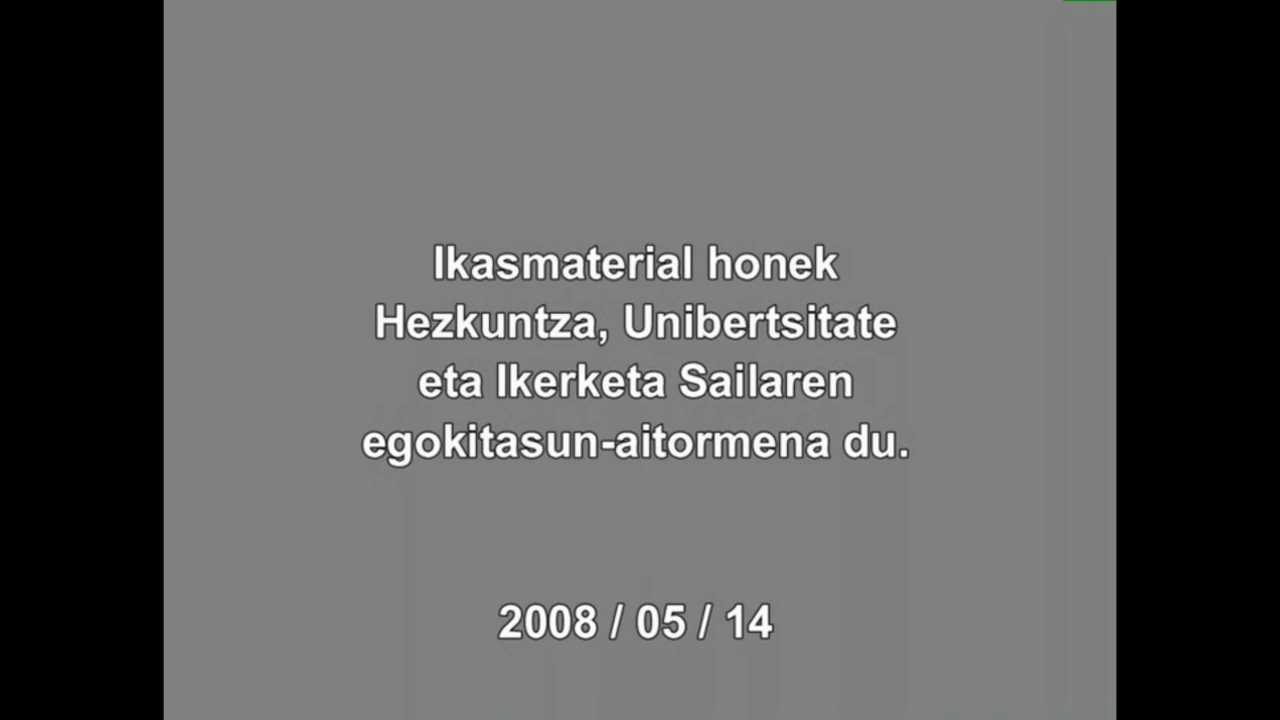 Ikasmaterial honek
Hezkuntza, Unibertsitate
eta Ikerketa Sailaren
egokitasun-aitormena du.
2008 / 05 / 14